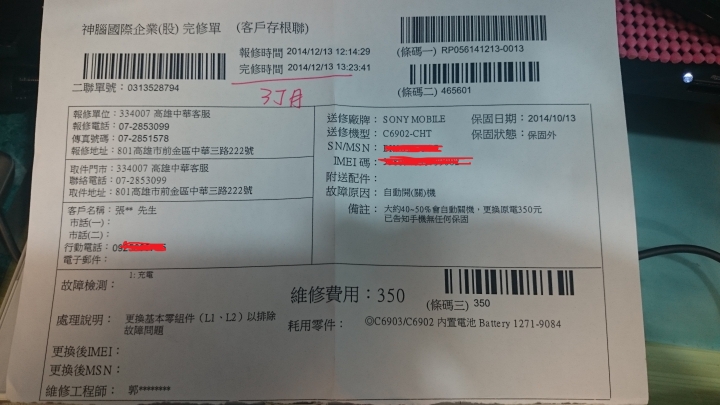 神腦國際企業(股) 完修單 (客戶存根聯)
報修時間 2014/12/13 12:14:29
完修時間 2014/12/13 13:23:41
(條碼一) RP056141213-0013
二聯單號：0313528794
(條碼二) 465601
3個月
報修單位：334007 高雄中華客服
報修電話：07-2853099
傳真號碼：07-2851578
報修地址：801高雄市前金區中華三路222號
取件門市：334007 高雄中華客服
聯絡電話：07-2853099
取件地址：801高雄市前金區中華三路222號
客戶名稱：張** 先生
市話(一)：
市話(二)：
行動電話：09
電子郵件：
送修廠牌：SONY MOBILE 保固日期：2014/10/13
送修機型：C6902-CHT 保固狀態：保固外
SN/MSN：
IMEI 碼：
附送配件：
故障原因：自動開(關)機
備註：大約40~50%會自動關機，更換原電350元
已告知手機無任何保固
1: 充電
故障檢測：
維修費用：350
(條碼三) 350
處理說明：更換基本零組件（L1、L2）以排除
故障問題
耗用零件：◎C6903/C6902 內置電池 Battery 1271-9084
更換後IMEI：
更換後MSN：
維修工程師：郭********